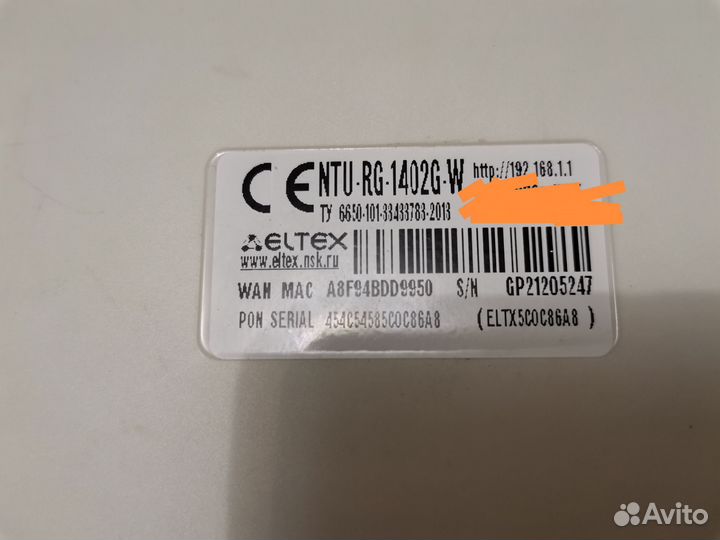 CE NTU-RG-1402G-W http://192.168.1.1
ТУ 6650-101-33433783-2013
ELTEX
www.eltex.nsk.ru
WAN MAC A8F94BDD9950 S/N GP21205247
PON SERIAL 454C54585C0C86A8 (ELTX5C0C86A8)
Avito